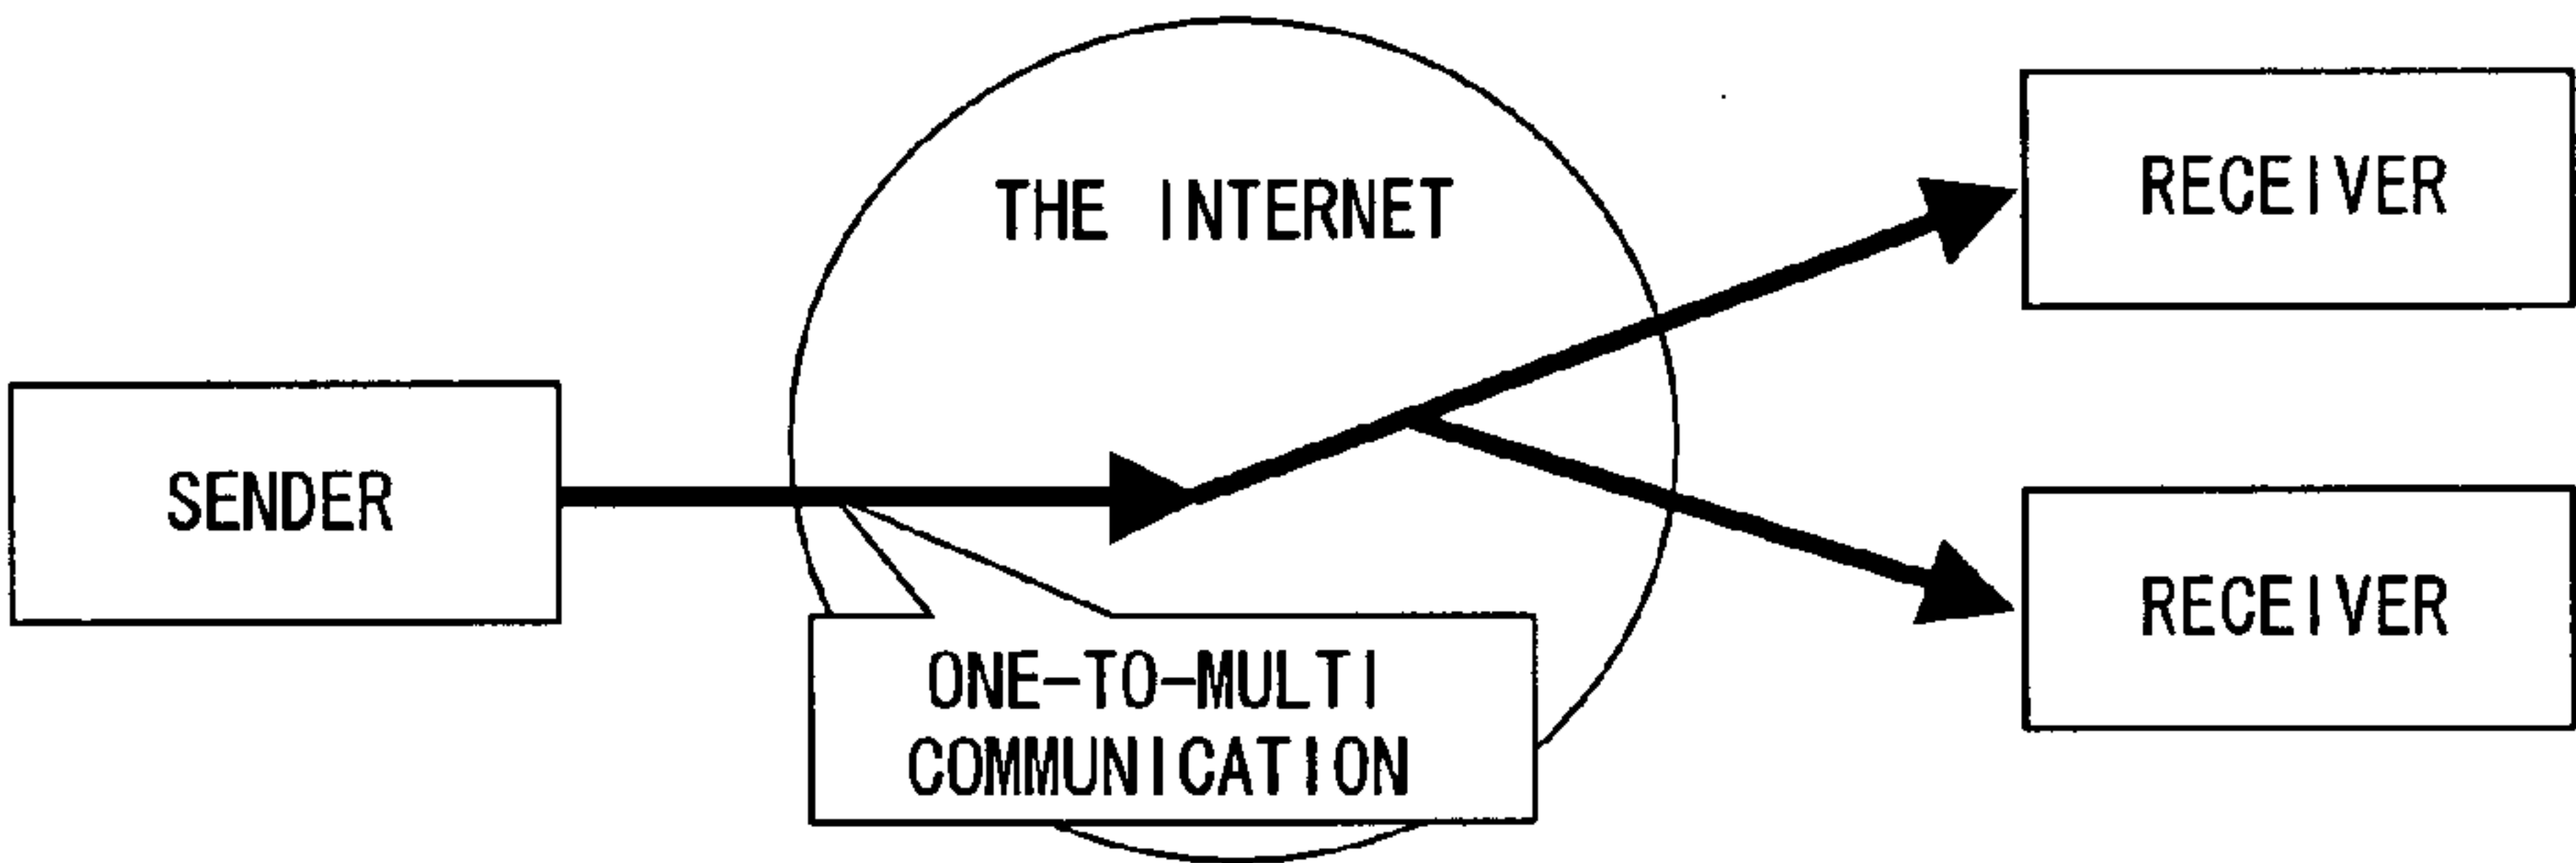 THE INTERNET
RECEIVER
SENDER
RECEIVER
ONE-TO-MULTI
COMMUNICATION